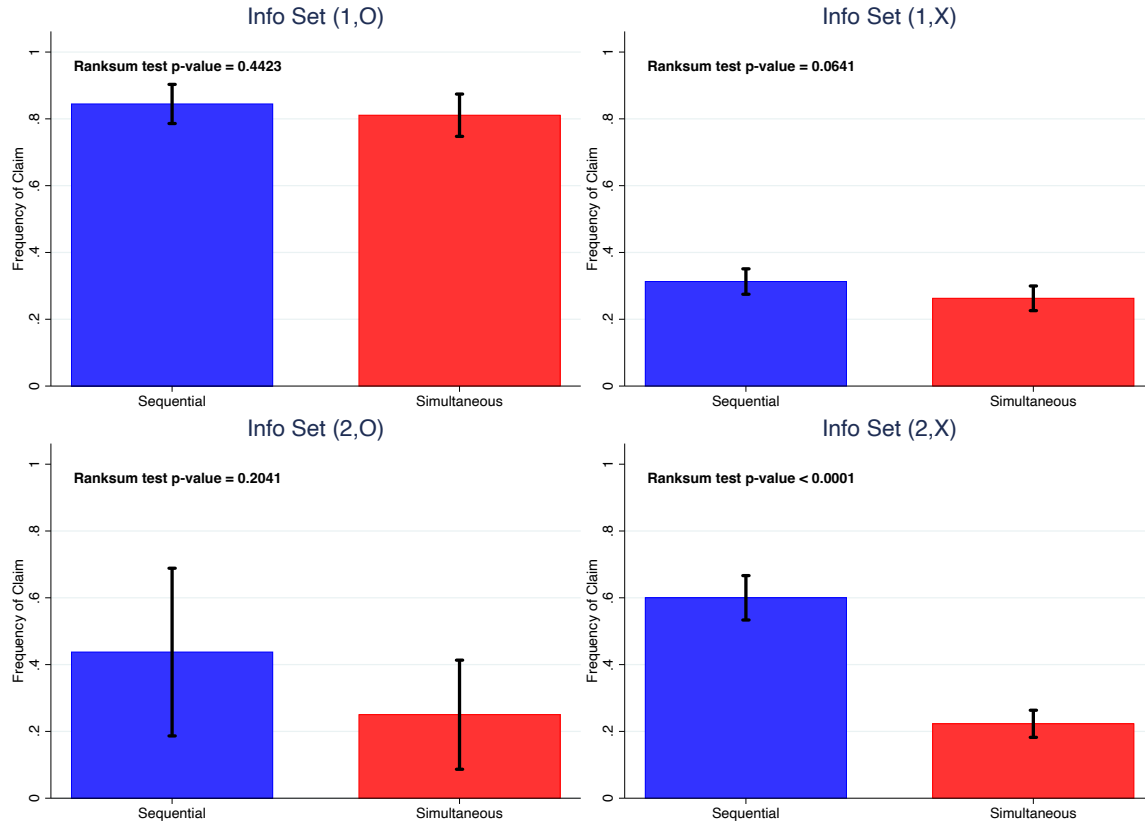 Info Set (1,O)
Ranksum test p-value = 0.4423
Frequency of Claim
1
.8
.6
.4
.2
0
Sequential
Simultaneous
Info Set (1,X)
Ranksum test p-value = 0.0641
Frequency of Claim
1
.8
.6
.4
.2
0
Sequential
Simultaneous
Info Set (2,O)
Ranksum test p-value = 0.2041
Frequency of Claim
1
.8
.6
.4
.2
0
Sequential
Simultaneous
Info Set (2,X)
Ranksum test p-value < 0.0001
Frequency of Claim
1
.8
.6
.4
.2
0
Sequential
Simultaneous